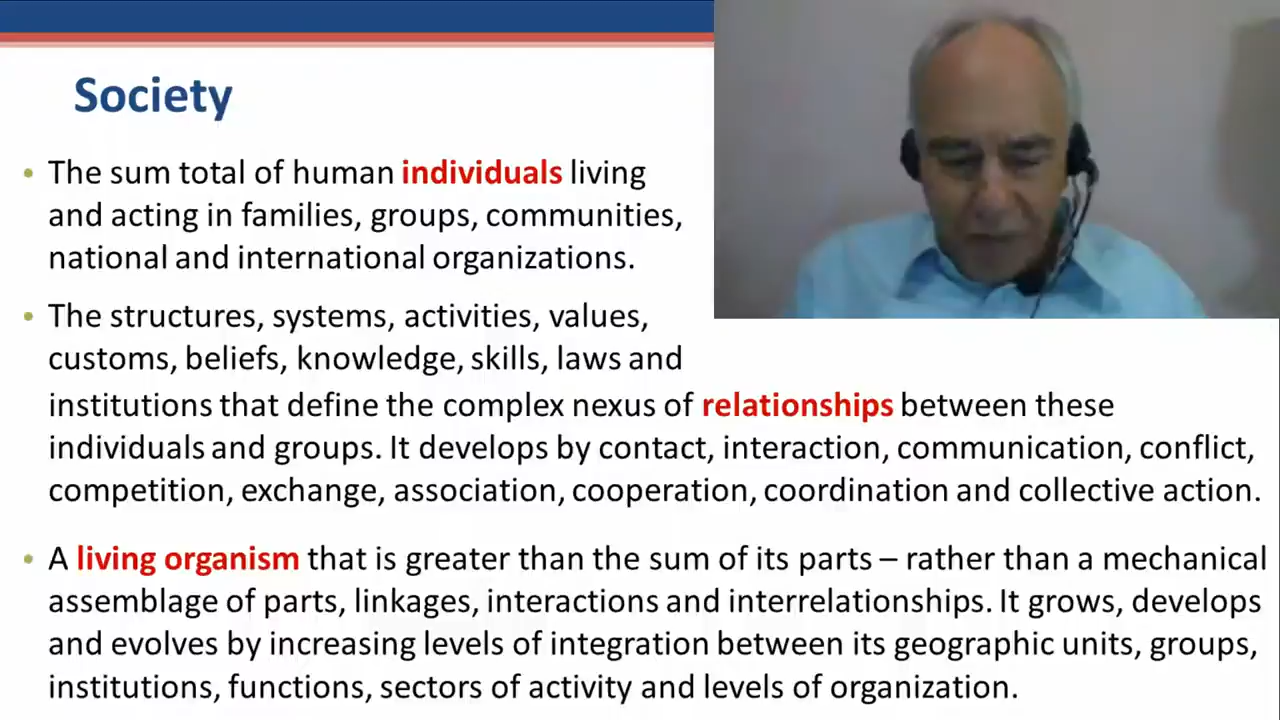 Society
• The sum total of human individuals living
and acting in families, groups, communities,
national and international organizations.
• The structures, systems, activities, values,
customs, beliefs, knowledge, skills, laws and
institutions that define the complex nexus of relationships between these
individuals and groups. It develops by contact, interaction, communication, conflict,
competition, exchange, association, cooperation, coordination and collective action.
• A living organism that is greater than the sum of its parts – rather than a mechanical
assemblage of parts, linkages, interactions and interrelationships. It grows, develops
and evolves by increasing levels of integration between its geographic units, groups,
institutions, functions, sectors of activity and levels of organization.